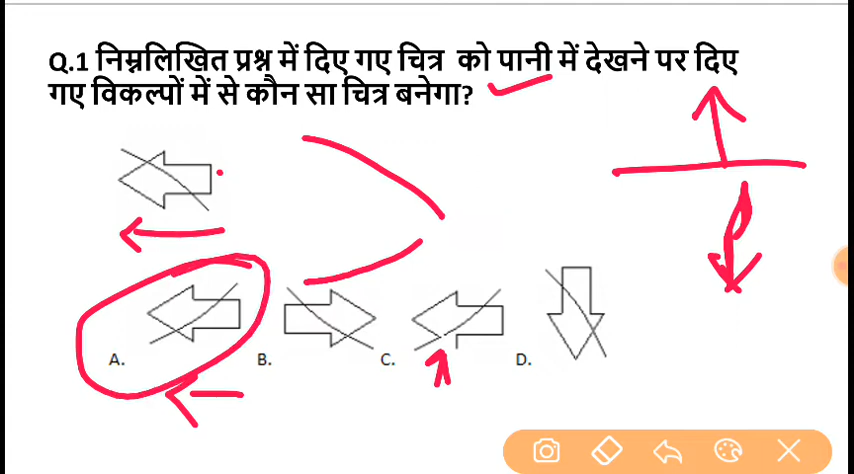 Q.1 निम्नलिखित प्रश्न में दिए गए चित्र को पानी में देखने पर दिए
गए विकल्पों में से कौन सा चित्र बनेगा?
A. B. C. D.